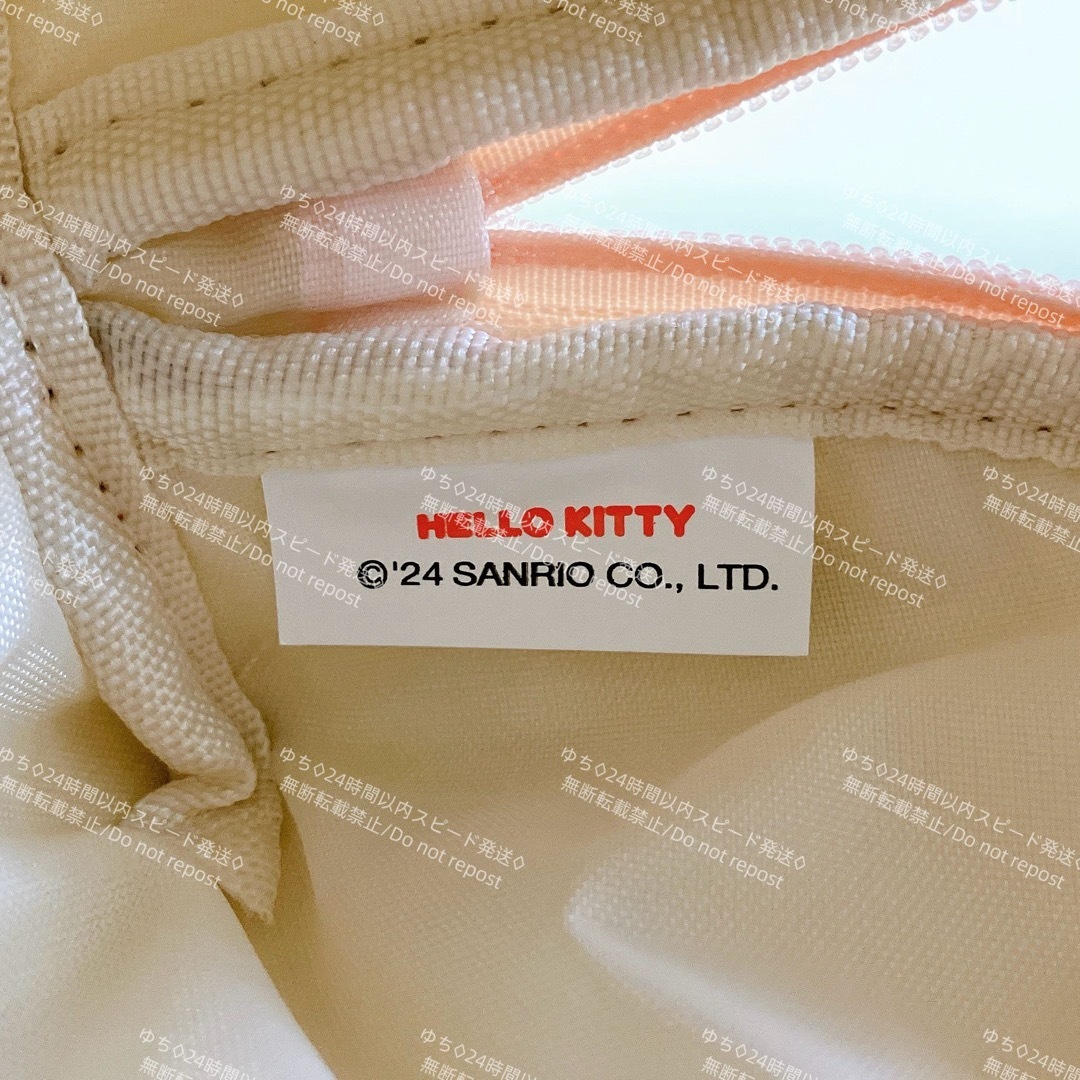 HELLO KITTY
©'24 SANRIO CO., LTD.
ゆち◇24時間以内スピード発送◇
無断転載禁止/Do not repost